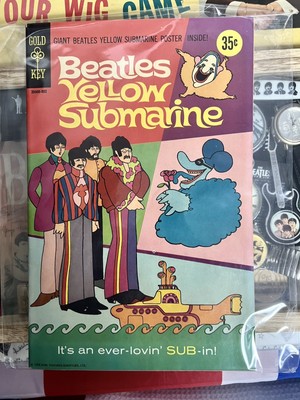 OUR WIG GAME
GOLD KEY
GIANT BEATLES YELLOW SUBMARINE POSTER INSIDE!
35¢
Beatles
Yellow
Submarine
It's an ever-lovin' SUB-in!